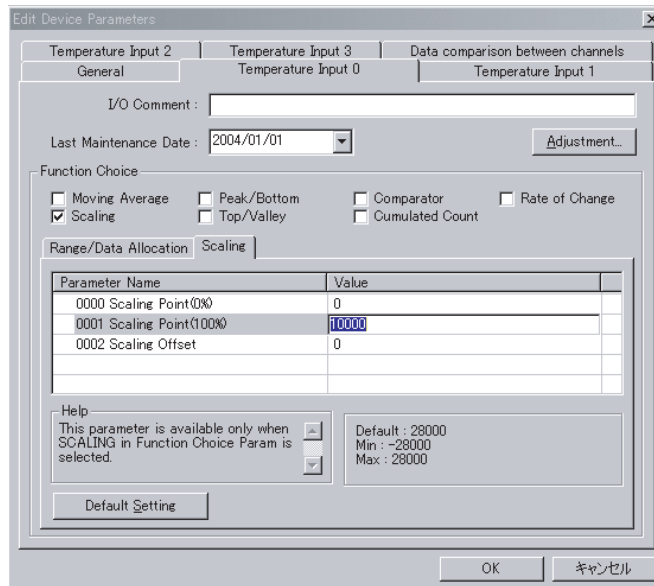 Edit Device Parameters
Temperature Input 2 Temperature Input 3 Data comparison between channels
General Temperature Input 0 Temperature Input 1
I/O Comment :
Last Maintenance Date : 2004/01/01 Adjustment...
Function Choice
Moving Average Peak/Bottom Comparator Rate of Change
Scaling Top/Valley Cumulated Count
Range/Data Allocation Scaling
Parameter Name Value
0000 Scaling Point(0%) 0
0001 Scaling Point(100%) 10000
0002 Scaling Offset 0
Help
This parameter is available only when
SCALING in Function Choice Param is
selected.
Default : 28000
Min : -28000
Max : 28000
Default Setting
OK キャンセル